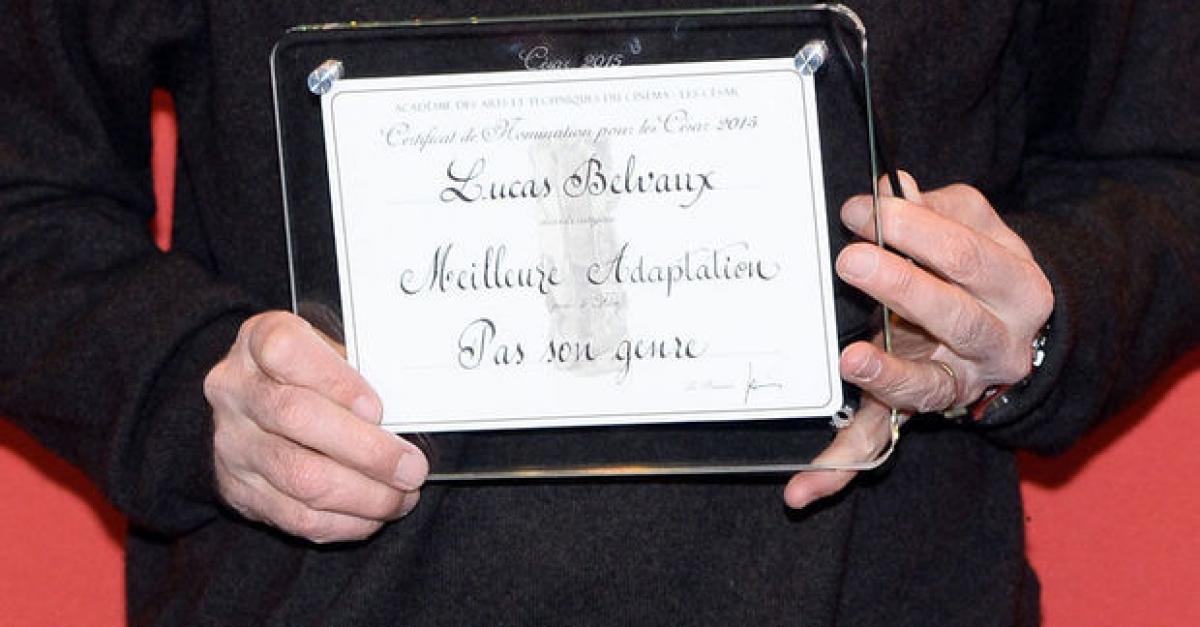 César 2015
ACADÉMIE DES ARTS ET TECHNIQUES DU CINÉMA - LES CÉSAR
Certificat de Nomination pour les César 2015
Lucas Belvaux
Meilleure Adaptation
Pas son genre